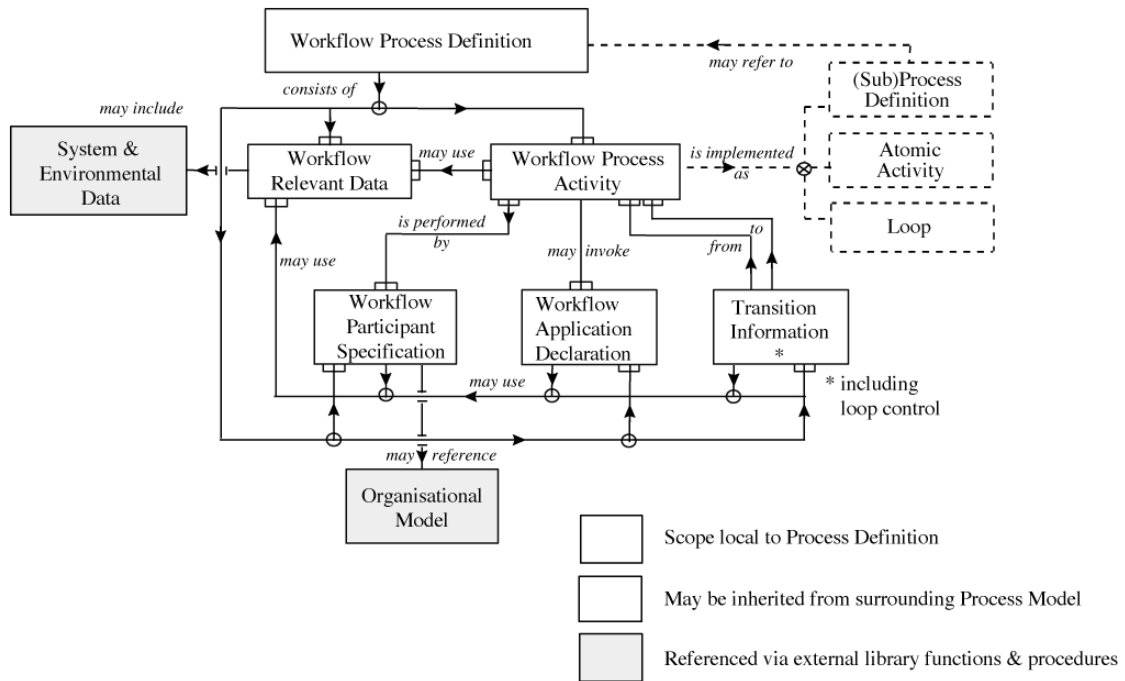 Workflow Process Definition
may refer to
consists of
(Sub)Process
Definition
may include
System &
Environmental
Data
Workflow
Relevant Data
may use
Workflow Process
Activity
is implemented
as
Atomic
Activity
Loop
is performed
by
may use
may invoke
to
from
Workflow
Participant
Specification
Workflow
Application
Declaration
Transition
Information
*
may use
* including
loop control
may reference
Organisational
Model
Scope local to Process Definition
May be inherited from surrounding Process Model
Referenced via external library functions & procedures